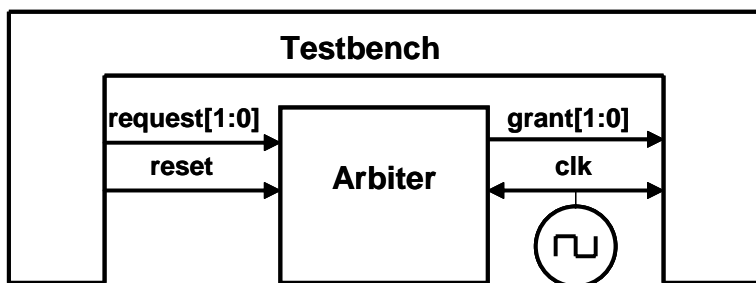 Testbench
request[1:0]
grant[1:0]
reset
Arbiter
clk